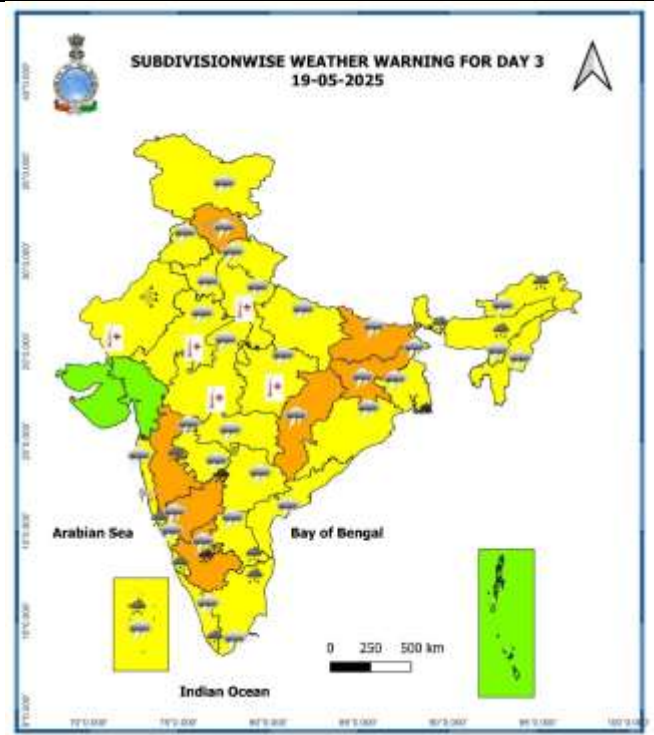 SUBDIVISIONWISE WEATHER WARNING FOR DAY 3
19-05-2025
Arabian Sea
Bay of Bengal
0 250 500 km
Indian Ocean